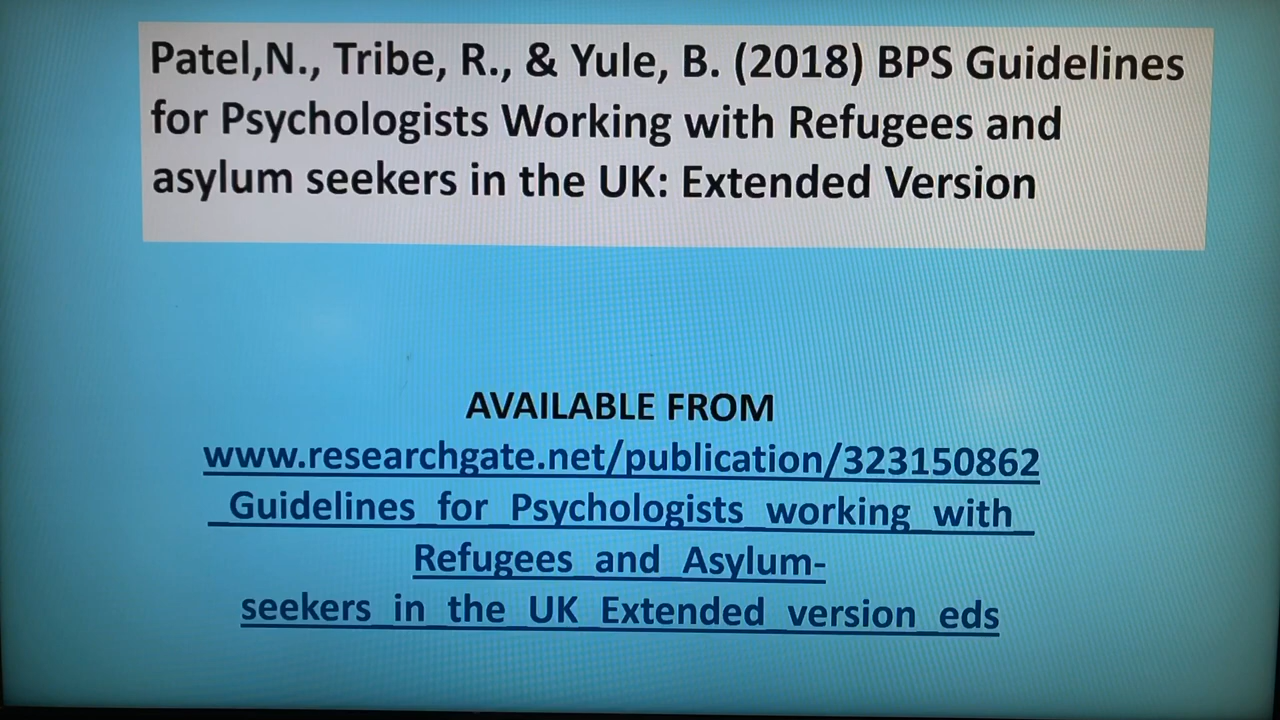 Patel,N., Tribe, R., & Yule, B. (2018) BPS Guidelines
for Psychologists Working with Refugees and
asylum seekers in the UK: Extended Version
AVAILABLE FROM
www.researchgate.net/publication/323150862
_Guidelines_for_Psychologists_working_with_
Refugees_and_Asylum-
seekers_in_the_UK_Extended_version_eds